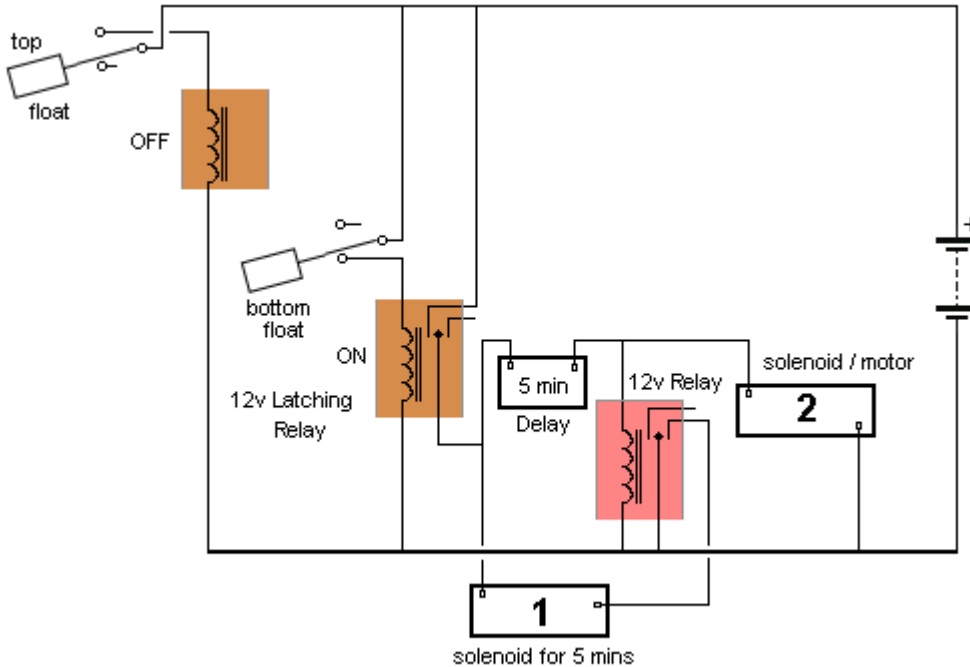 top
float
OFF
+
bottom
float
ON
12v Latching
Relay
5 min
Delay
12v Relay
solenoid / motor
2
1
solenoid for 5 mins